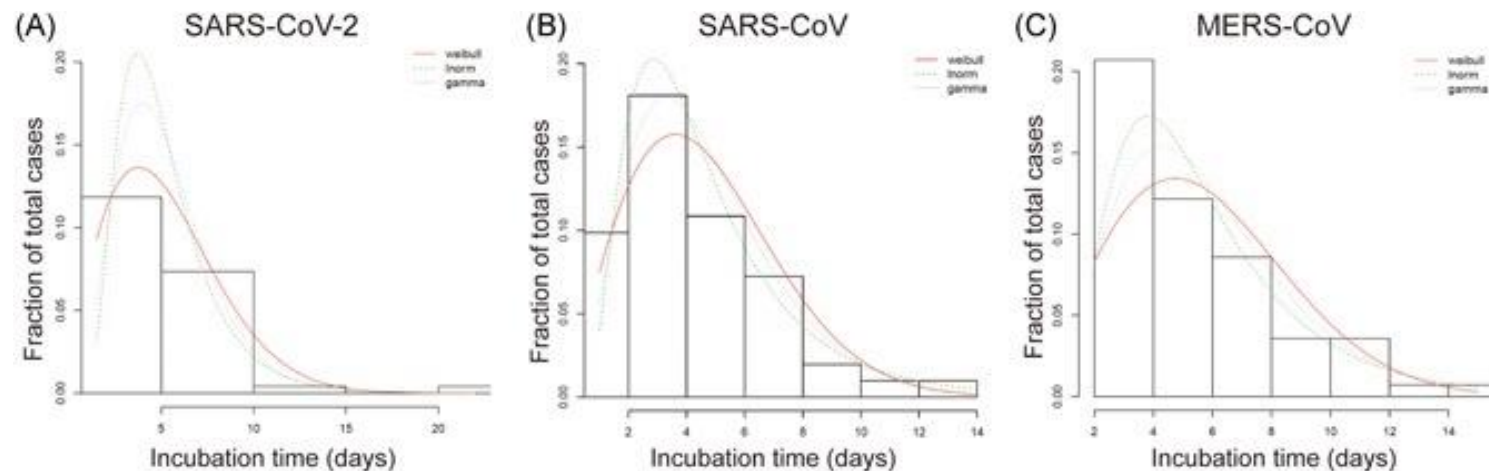 (A) SARS-CoV-2
weibull
lnorm
gamma
Fraction of total cases
0.20
0.15
0.10
0.05
0.00
5 10 15 20
Incubation time (days)
(B) SARS-CoV
weibull
lnorm
gamma
Fraction of total cases
0.20
0.15
0.10
0.05
0.00
2 4 6 8 10 12 14
Incubation time (days)
(C) MERS-CoV
weibull
lnorm
gamma
Fraction of total cases
0.20
0.15
0.10
0.05
0.00
2 4 6 8 10 12 14
Incubation time (days)